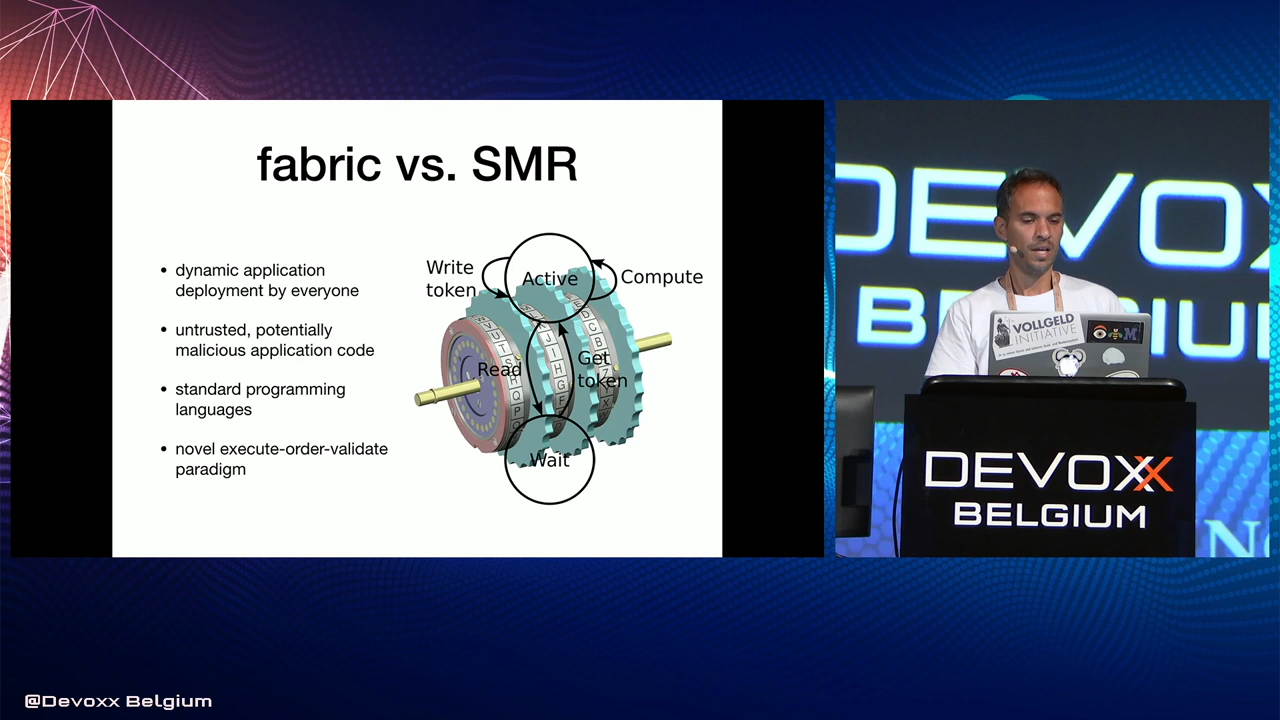 fabric vs. SMR
• dynamic application
deployment by everyone
• untrusted, potentially
malicious application code
• standard programming
languages
• novel execute-order-validate
paradigm
Write
token
Active
Compute
Read
Get
token
Wait
DEVOX
BELGIU
VOLLGELD
INITIATIVE
DEVOXX
BELGIUM
@Devoxx Belgium